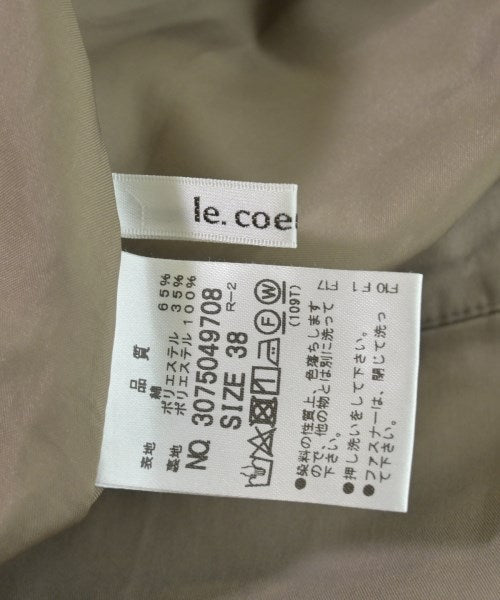 le. coe
品質
表地 ポリエステル 65%
綿 35%
裏地 ポリエステル 100%
NO. 3075049708
R-2
SIZE 38
F W
(109T)
●染料の性質上、色落ちします
ので、他の物とは別に洗って
下さい。
●押し洗いをして下さい。
●ファスナーは、閉じて洗っ
て下さい。